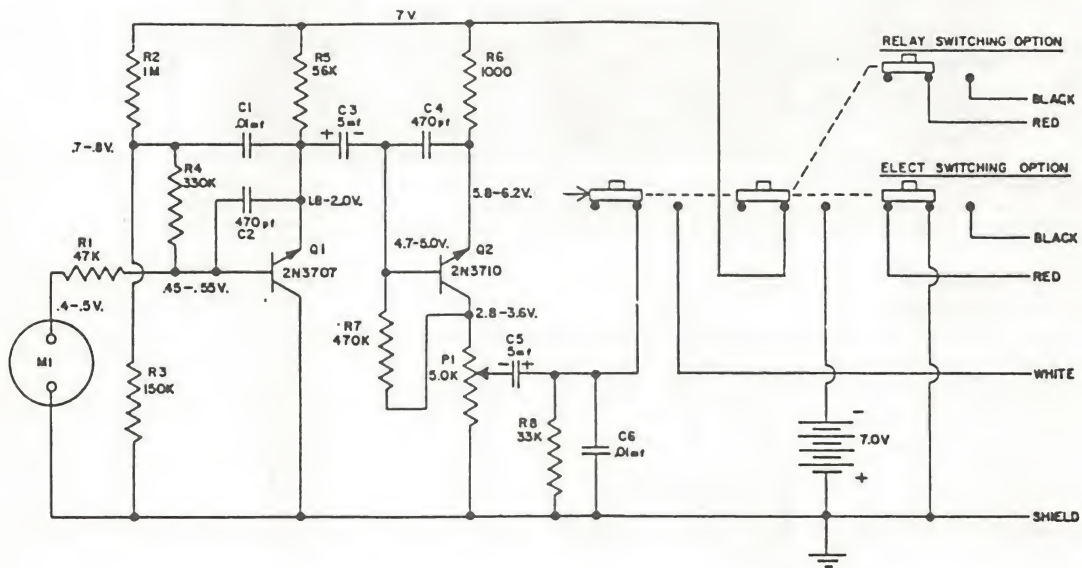 7 V
RELAY SWITCHING OPTION
R2
1M
R5
56K
R6
1000
C1
.01mf
C3
5mf
+ -
C4
470pf
BLACK
RED
.7-.8V.
R4
330K
ELECT SWITCHING OPTION
470pf
C2
1.8-2.0V.
5.8-6.2V.
R1
47K
Q1
2N3707
4.7-5.0V.
Q2
2N3710
BLACK
RED
.4-.5V.
.45-.55V.
2.8-3.6V.
R7
470K
C5
5mf
- +
M1
P1
5.0K
R3
150K
WHITE
R8
33K
C6
.01mf
-
7.0V
+
SHIELD